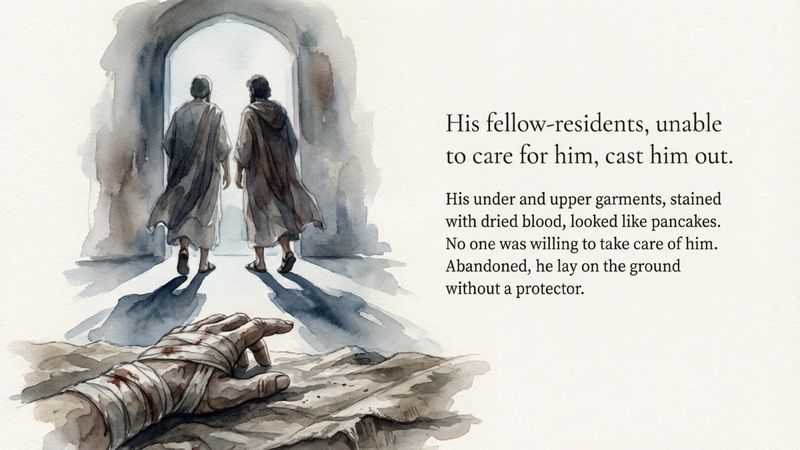 His fellow-residents, unable
to care for him, cast him out.
His under and upper garments, stained
with dried blood, looked like pancakes.
No one was willing to take care of him.
Abandoned, he lay on the ground
without a protector.